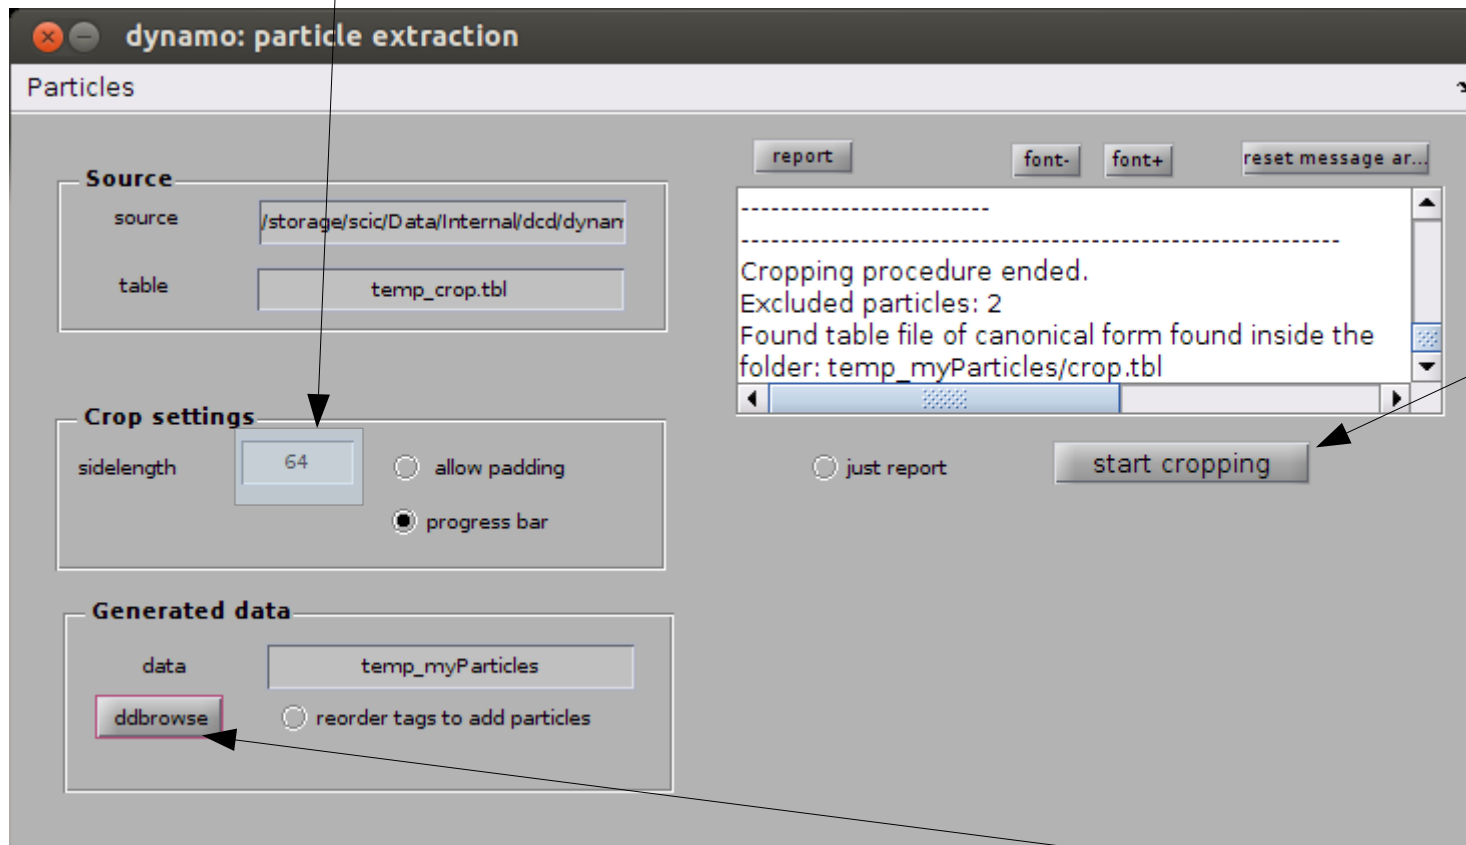 dynamo: particle extraction
Particles
Source
source /storage/scic/Data/Internal/dcd/dynam
table temp_crop.tbl
Crop settings
sidelength 64 allow padding
progress bar
Generated data
data temp_myParticles
ddbrowse reorder tags to add particles
report font- font+ reset message ar...
-------------------------
------------------------------------------------------------
Cropping procedure ended.
Excluded particles: 2
Found table file of canonical form found inside the
folder: temp_myParticles/crop.tbl
just report start cropping